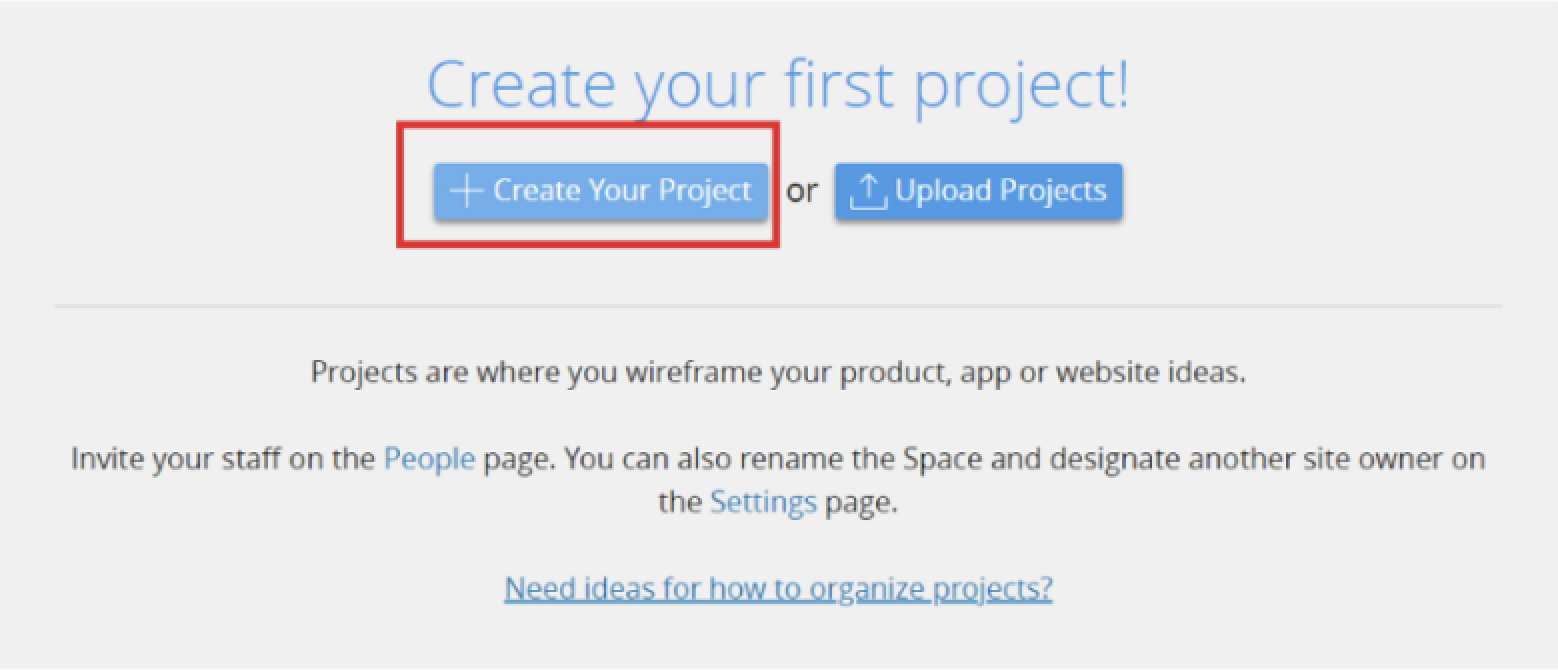 Create your first project!
Create Your Project or Upload Projects
Projects are where you wireframe your product, app or website ideas.
Invite your staff on the People page. You can also rename the Space and designate another site owner on
the Settings page.
Need ideas for how to organize projects?